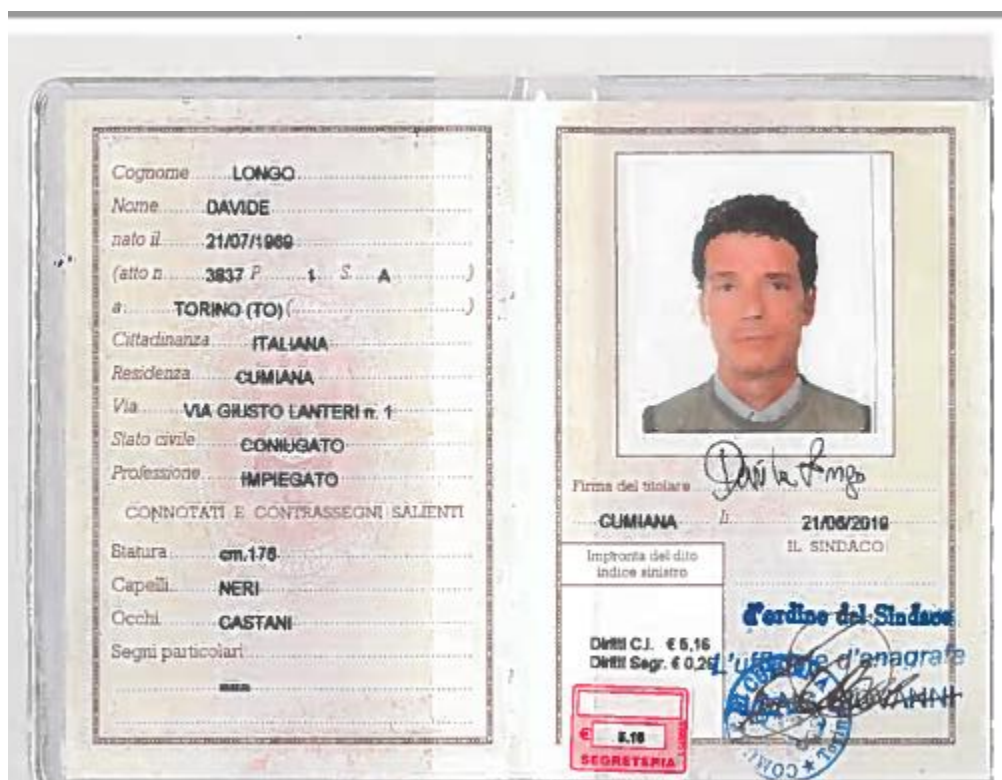 Cognome LONGO
Nome DAVIDE
nato il 21/07/1969
(atto n 3837 P. 1 S. A )
a TORINO (TO) ( )
Cittadinanza ITALIANA
Residenza CUMIANA
Via VIA GIUSTO LANTERI n. 1
Stato civile CONIUGATO
Professione IMPIEGATO
CONNOTATI E CONTRASSEGNI SALIENTI
Statura cm.176
Capelli NERI
Occhi CASTANI
Segni particolari
Firma del titolare Davide Longo
CUMIANA li 21/06/2019
IL SINDACO
Impronta del dito
indice sinistro
d'ordine del Sindaco
Diritti C.I. € 5,16
Diritti Segr. € 0,26
L'ufficiale d'anagrafe
€ 5.16
SEGRETERIA